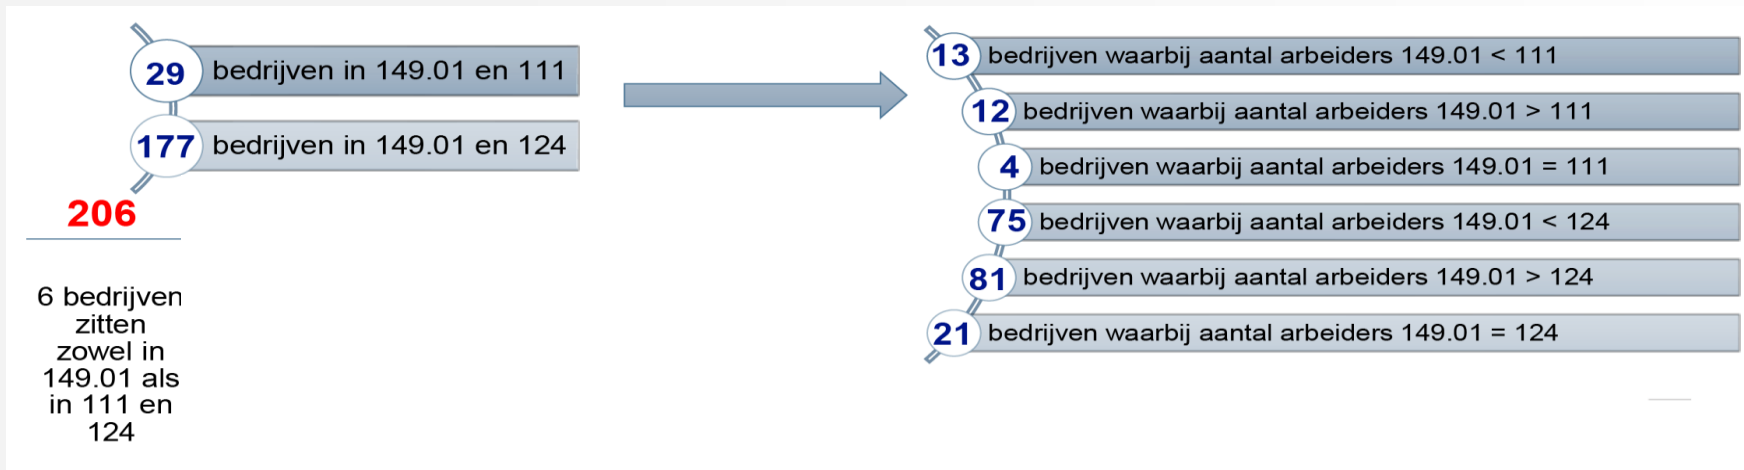 29 bedrijven in 149.01 en 111
177 bedrijven in 149.01 en 124
206
6 bedrijven
zitten
zowel in
149.01 als
in 111 en
124
13 bedrijven waarbij aantal arbeiders 149.01 < 111
12 bedrijven waarbij aantal arbeiders 149.01 > 111
4 bedrijven waarbij aantal arbeiders 149.01 = 111
75 bedrijven waarbij aantal arbeiders 149.01 < 124
81 bedrijven waarbij aantal arbeiders 149.01 > 124
21 bedrijven waarbij aantal arbeiders 149.01 = 124